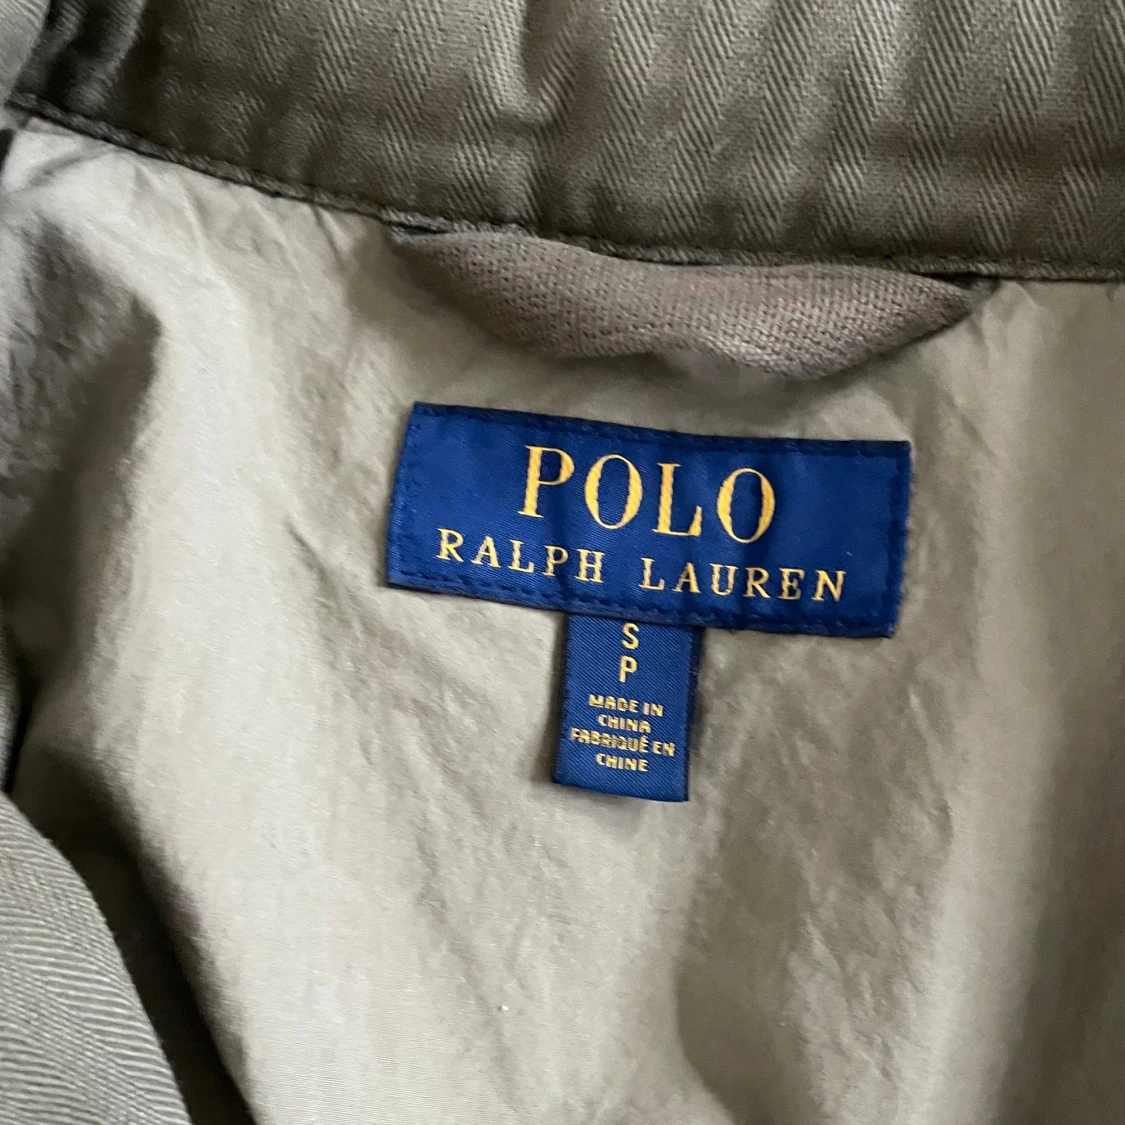 POLO
RALPH LAUREN
S
P
MADE IN
CHINA
FABRIQUÉ EN
CHINE